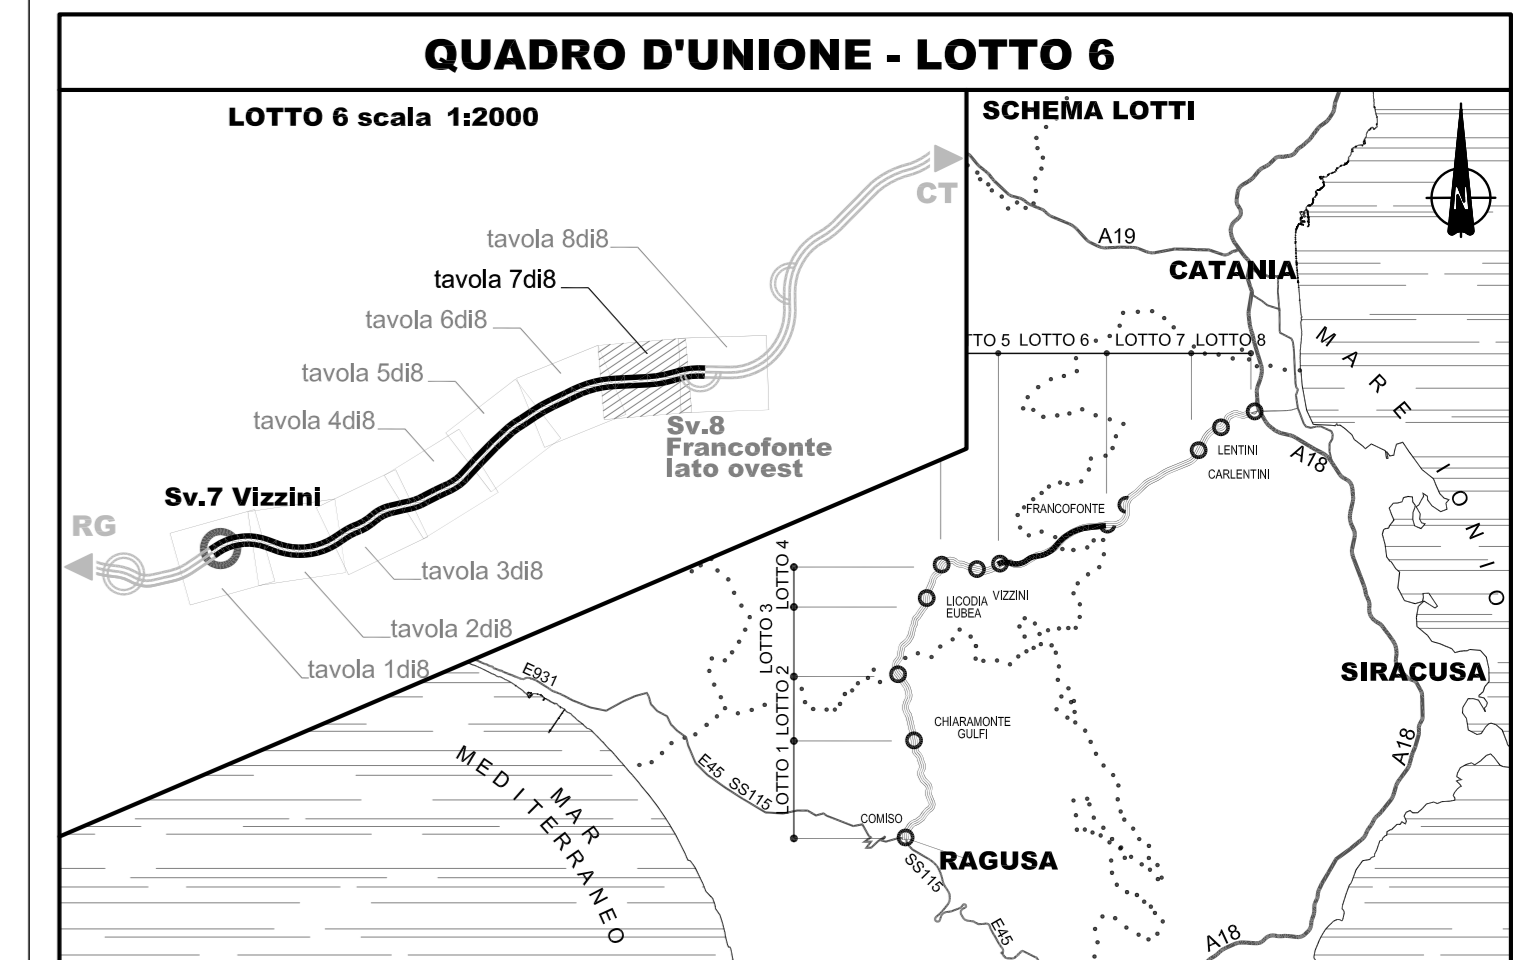 QUADRO D'UNIONE - LOTTO 6
LOTTO 6 scala 1:2000
SCHEMA LOTTI
CT
N
tavola 8di8
A19
tavola 7di8
CATANIA
tavola 6di8
TTO 5 LOTTO 6 LOTTO 7 LOTTO 8
MARE
IONIO
tavola 5di8
tavola 4di8
Sv.8
Francofonte
lato ovest
LENTINI
A18
CARLENTINI
Sv.7 Vizzini
RG
FRANCOFONTE
tavola 3di8
LOTTO 4
LOTTO 3
LOTTO 2
LOTTO 1
LICODIA
EUBEA
VIZZINI
tavola 2di8
tavola 1di8
E931
SIRACUSA
CHIARAMONTE
GULFI
A18
MAR
MEDITERRANEO
E45 SS115
COMISO
RAGUSA
SS115
E45
A18